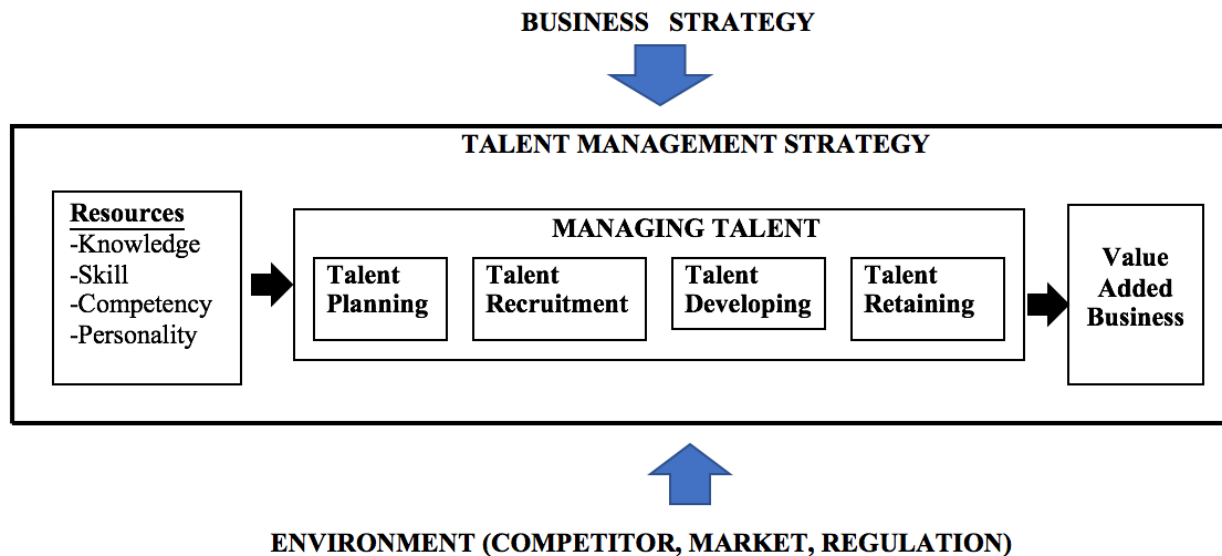 BUSINESS STRATEGY
TALENT MANAGEMENT STRATEGY
Resources
-Knowledge
-Skill
-Competency
-Personality
MANAGING TALENT
Talent
Planning
Talent
Recruitment
Talent
Developing
Talent
Retaining
Value
Added
Business
ENVIRONMENT (COMPETITOR, MARKET, REGULATION)